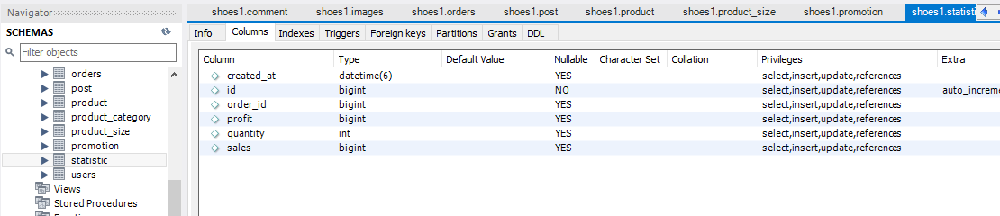 Navigator
shoes1.comment shoes1.images shoes1.orders shoes1.post shoes1.product shoes1.product_size shoes1.promotion shoes1.statisti
SCHEMAS
Info Columns Indexes Triggers Foreign keys Partitions Grants DDL
Filter objects
Column Type Default Value Nullable Character Set Collation Privileges Extra
orders
created_at datetime(6) YES select,insert,update,references
post
id bigint NO select,insert,update,references auto_increme
product
order_id bigint YES select,insert,update,references
product_category
profit bigint YES select,insert,update,references
product_size
quantity int YES select,insert,update,references
promotion
sales bigint YES select,insert,update,references
statistic
users
Views
Stored Procedures